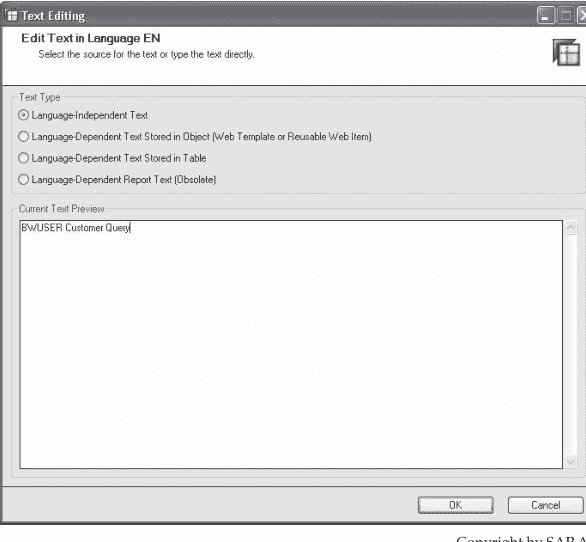 Text Editing
Edit Text in Language EN
Select the source for the text or type the text directly.
Text Type
Language-Independent Text
Language-Dependent Text Stored in Object (Web Template or Reusable Web Item)
Language-Dependent Text Stored in Table
Language-Dependent Report Text (Obsolete)
Current Text Preview
BWUSER Customer Query
OK Cancel
Copyright by SAP A